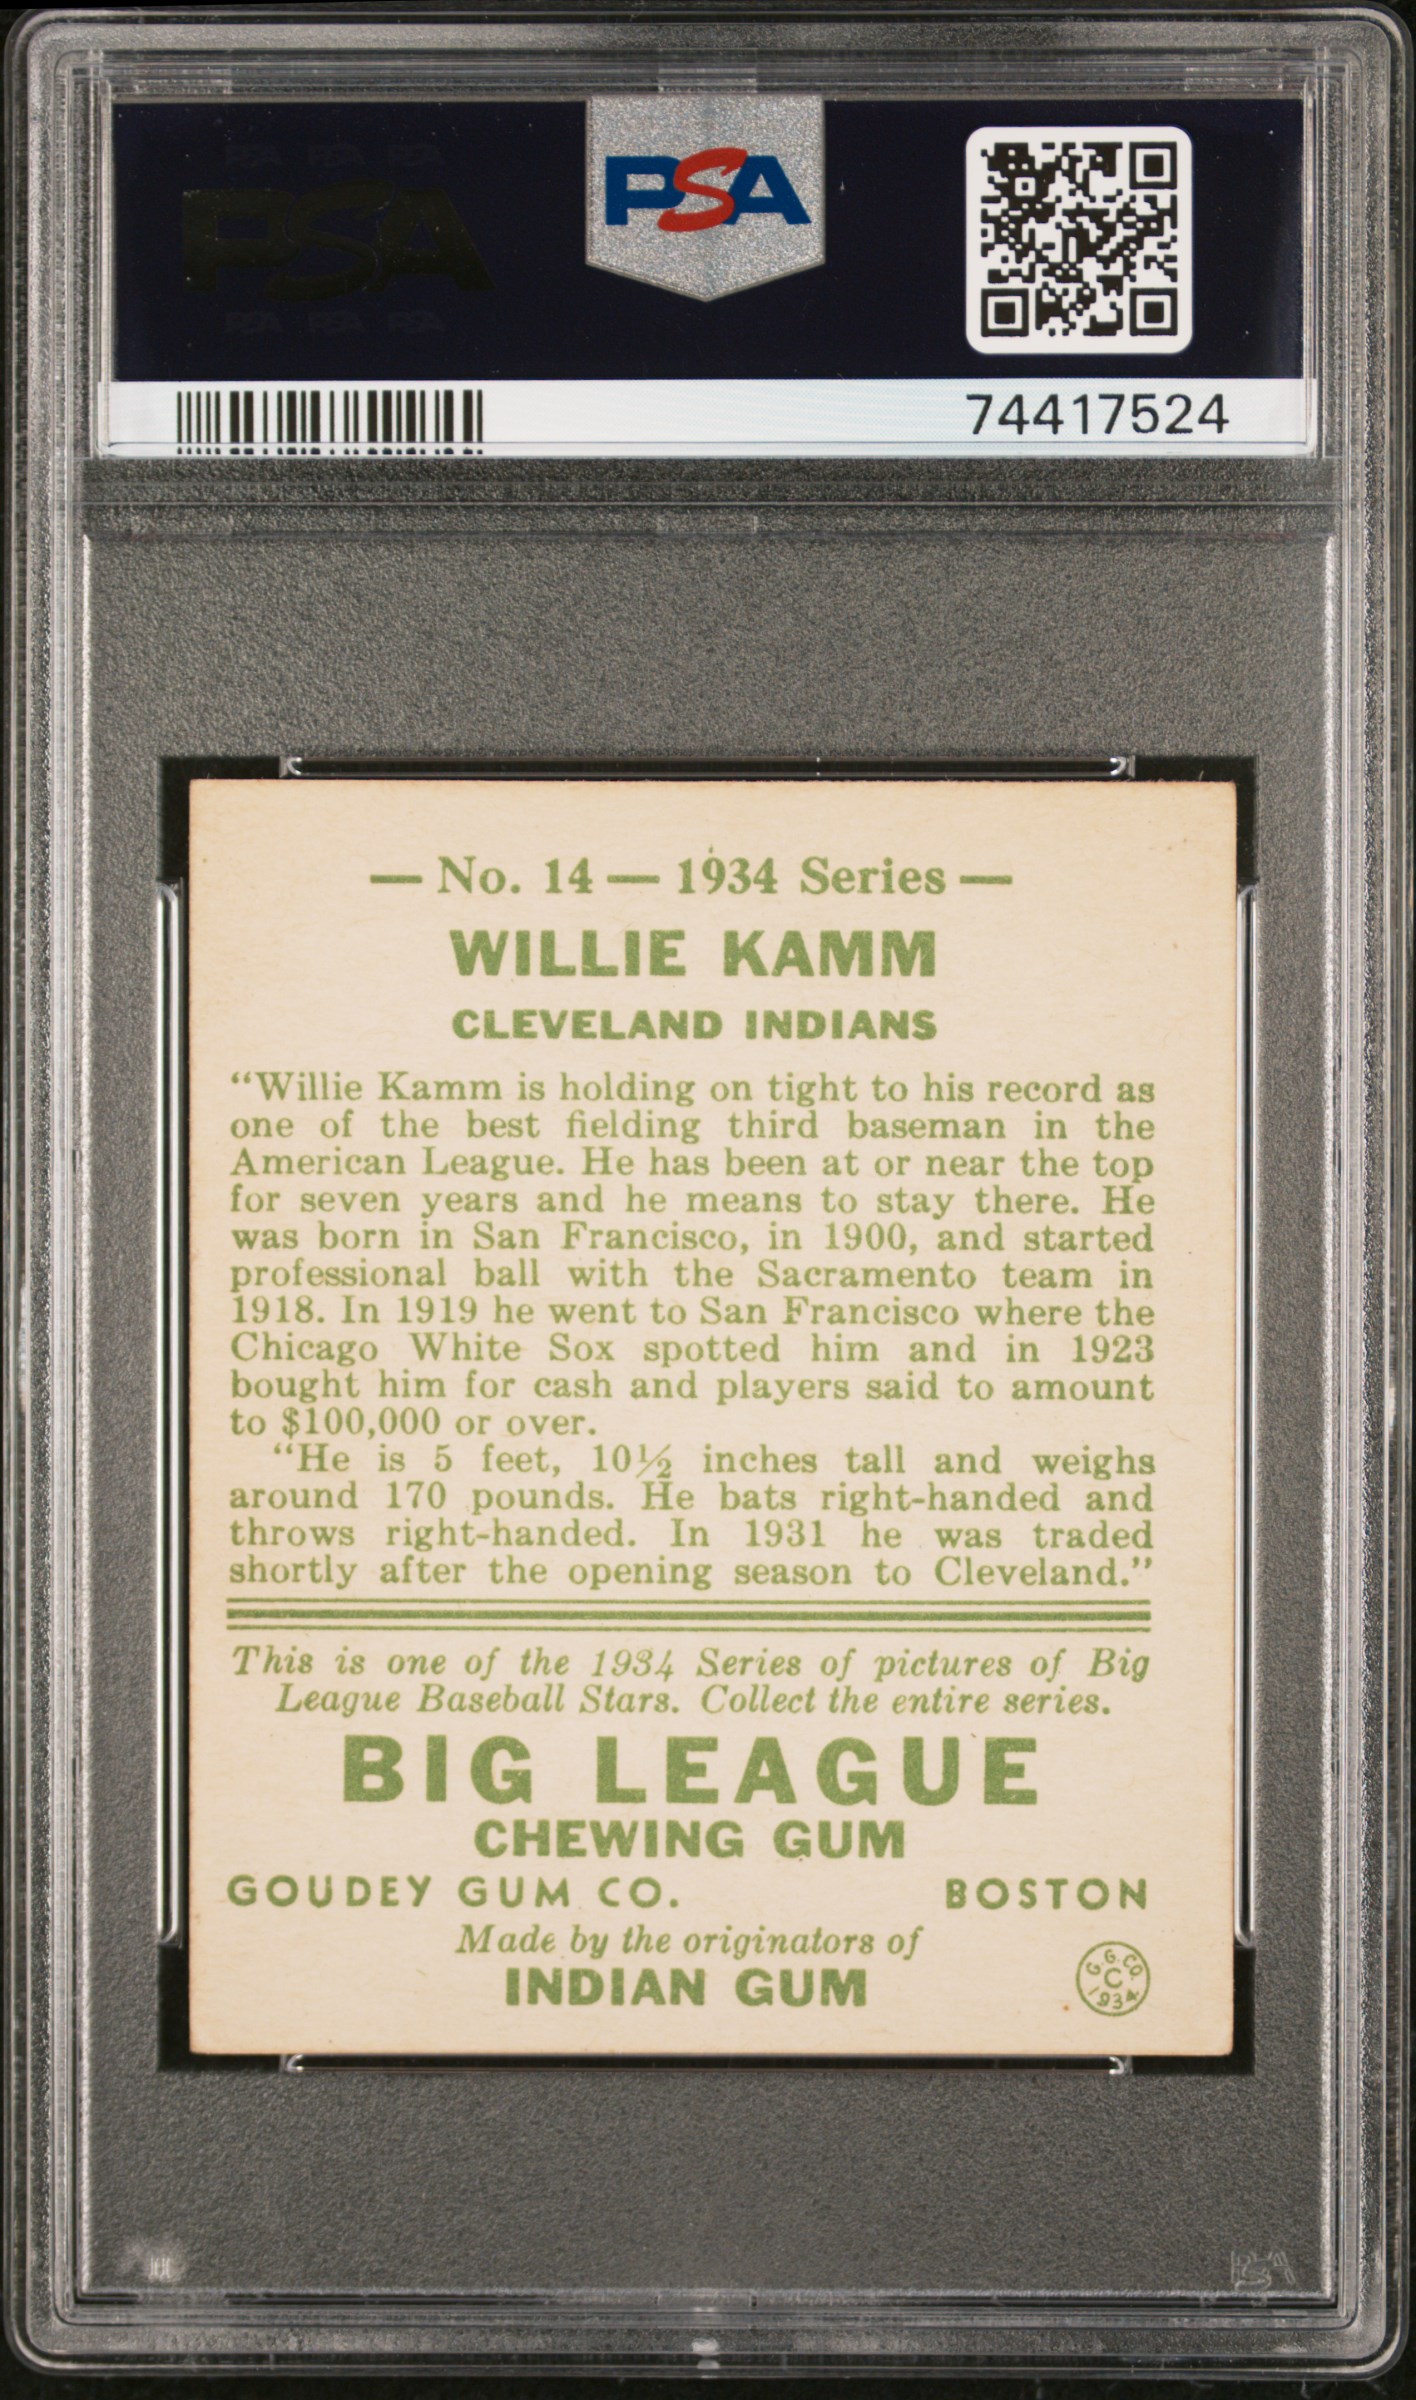 PSA PSA PSA
PSA
PSA PSA PSA
PSA
74417524
— No. 14 — 1934 Series —
WILLIE KAMM
CLEVELAND INDIANS
“Willie Kamm is holding on tight to his record as
one of the best fielding third baseman in the
American League. He has been at or near the top
for seven years and he means to stay there. He
was born in San Francisco, in 1900, and started
professional ball with the Sacramento team in
1918. In 1919 he went to San Francisco where the
Chicago White Sox spotted him and in 1923
bought him for cash and players said to amount
to $100,000 or over.
“He is 5 feet, 10½ inches tall and weighs
around 170 pounds. He bats right-handed and
throws right-handed. In 1931 he was traded
shortly after the opening season to Cleveland.”
This is one of the 1934 Series of pictures of Big
League Baseball Stars. Collect the entire series.
BIG LEAGUE
CHEWING GUM
GOUDEY GUM CO. BOSTON
Made by the originators of
INDIAN GUM
G. G. CO.
C
1934
PSA